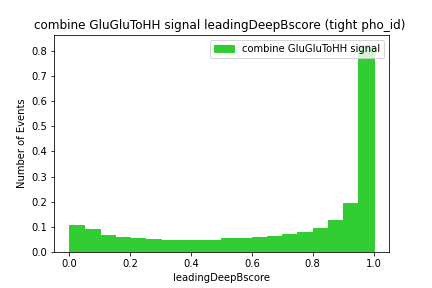 combine GluGluToHH signal leadingDeepBscore (tight pho_id)
combine GluGluToHH signal
Number of Events
0.8
0.7
0.6
0.5
0.4
0.3
0.2
0.1
0.0
0.0 0.2 0.4 0.6 0.8 1.0
leadingDeepBscore